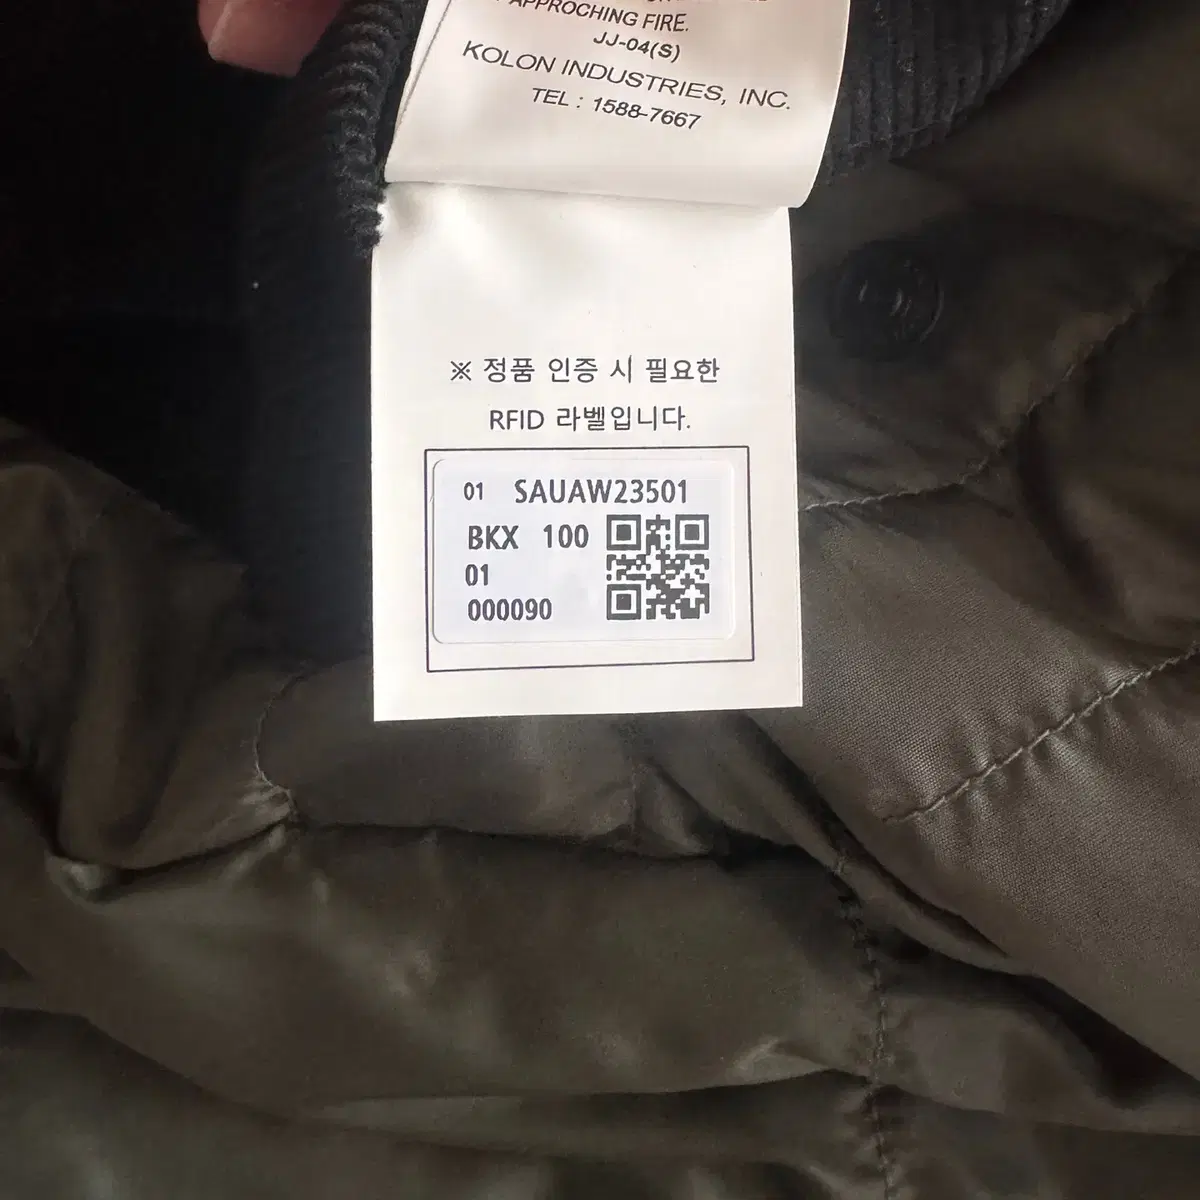 APPROCHING FIRE.
JJ-04(S)
KOLON INDUSTRIES, INC.
TEL : 1588-7667
※ 정품 인증 시 필요한
RFID 라벨입니다.
01 SAUAW23501
BKX 100
01
000090